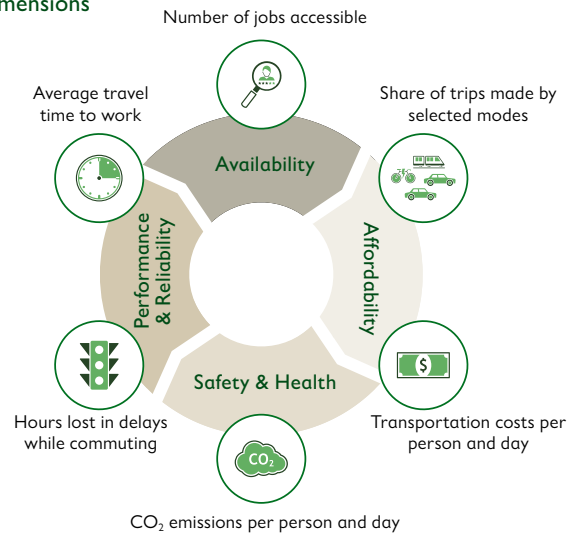 Number of jobs accessible
Average travel
time to work
Share of trips made by
selected modes
Availability
Performance
& Reliability
Affordability
Safety & Health
$
Hours lost in delays
while commuting
Transportation costs per
person and day
CO₂
CO₂ emissions per person and day